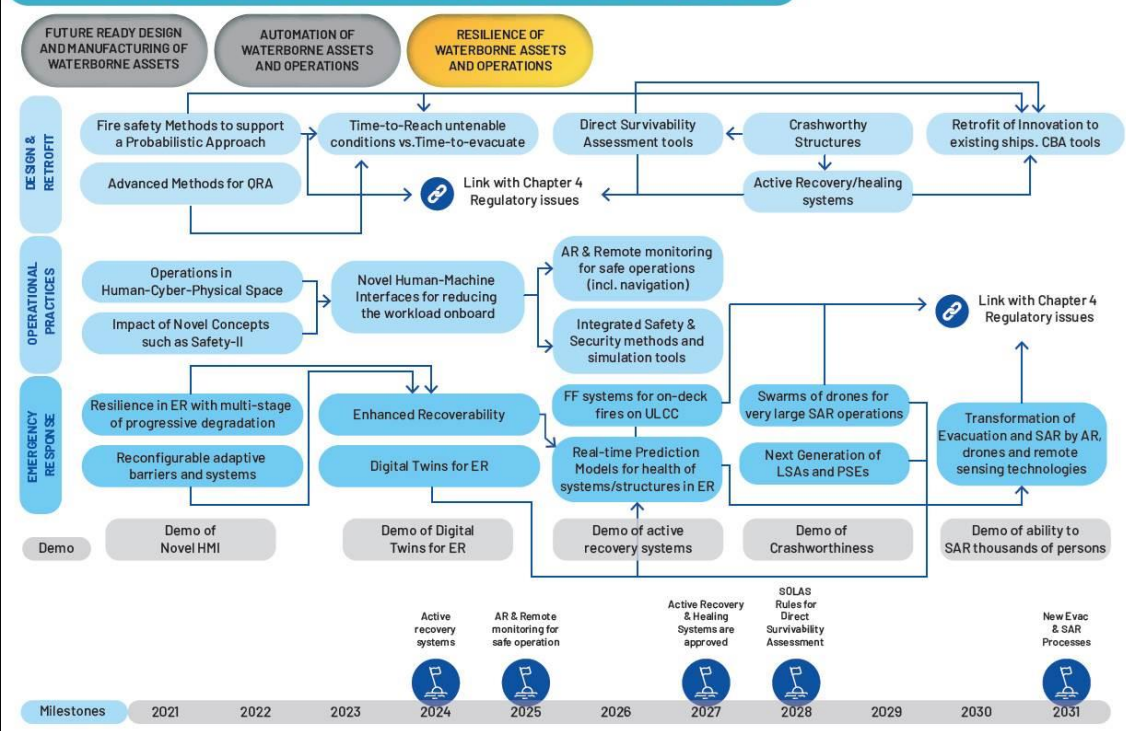 FUTURE READY DESIGN
AND MANUFACTURING OF
WATERBORNE ASSETS
AUTOMATION OF
WATERBORNE ASSETS
AND OPERATIONS
RESILIENCE OF
WATERBORNE ASSETS
AND OPERATIONS
DESIGN &
RETROFIT
Fire safety Methods to support
a Probabilistic Approach
Time-to-Reach untenable
conditions vs.Time-to-evacuate
Direct Survivability
Assessment tools
Crashworthy
Structures
Retrofit of Innovation to
existing ships. CBA tools
Advanced Methods for QRA
Link with Chapter 4
Regulatory issues
Active Recovery/healing
systems
OPERATIONAL
PRACTICES
Operations in
Human-Cyber-Physical Space
Impact of Novel Concepts
such as Safety-II
Novel Human-Machine
Interfaces for reducing
the workload onboard
AR & Remote monitoring
for safe operations
(incl. navigation)
Integrated Safety &
Security methods and
simulation tools
Link with Chapter 4
Regulatory issues
EMERGENCY
RESPONSE
Resilience in ER with multi-stage
of progressive degradation
Reconfigurable adaptive
barriers and systems
Enhanced Recoverability
Digital Twins for ER
FF systems for on-deck
fires on ULCC
Real-time Prediction
Models for health of
systems/structures in ER
Swarms of drones for
very large SAR operations
Next Generation of
LSAs and PSEs
Transformation of
Evacuation and SAR by AR,
drones and remote
sensing technologies
Demo
Demo of
Novel HMI
Demo of Digital
Twins for ER
Demo of active
recovery systems
Demo of
Crashworthiness
Demo of ability to
SAR thousands of persons
Active
recovery
systems
AR & Remote
monitoring for
safe operation
Active Recovery
& Healing
Systems are
approved
SOLAS
Rules for
Direct
Survivability
Assessment
New Evac
& SAR
Processes
Milestones 2021 2022 2023 2024 2025 2026 2027 2028 2029 2030 2031